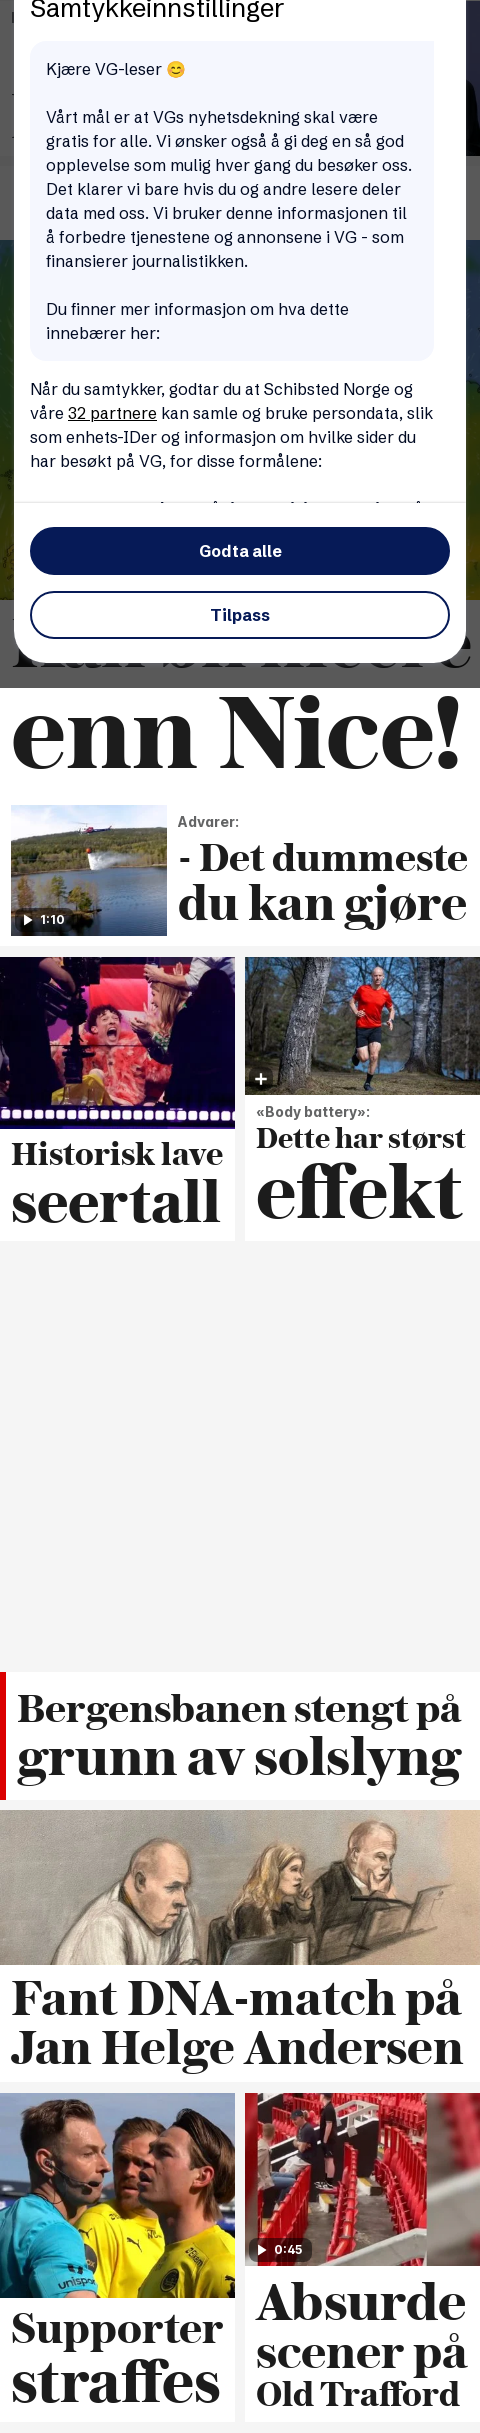 Samtykkeinnstillinger
Kjære VG-leser 😊
Vårt mål er at VGs nyhetsdekning skal være
gratis for alle. Vi ønsker også å gi deg en så god
opplevelse som mulig hver gang du besøker oss.
Det klarer vi bare hvis du og andre lesere deler
data med oss. Vi bruker denne informasjonen til
å forbedre tjenestene og annonsene i VG - som
finansierer journalistikken.
Du finner mer informasjon om hva dette
innebærer her:
Når du samtykker, godtar du at Schibsted Norge og
våre 32 partnere kan samle og bruke persondata, slik
som enhets-IDer og informasjon om hvilke sider du
har besøkt på VG, for disse formålene:
Godta alle
Tilpass
enn Nice!
Advarer:
- Det dummeste
du kan gjøre
1:10
Historisk lave
seertall
«Body battery»:
Dette har størst
effekt
Bergensbanen stengt på
grunn av solslyng
Fant DNA-match på
Jan Helge Andersen
unisport
Supporter
straffes
0:45
Absurde
scener på
Old Trafford